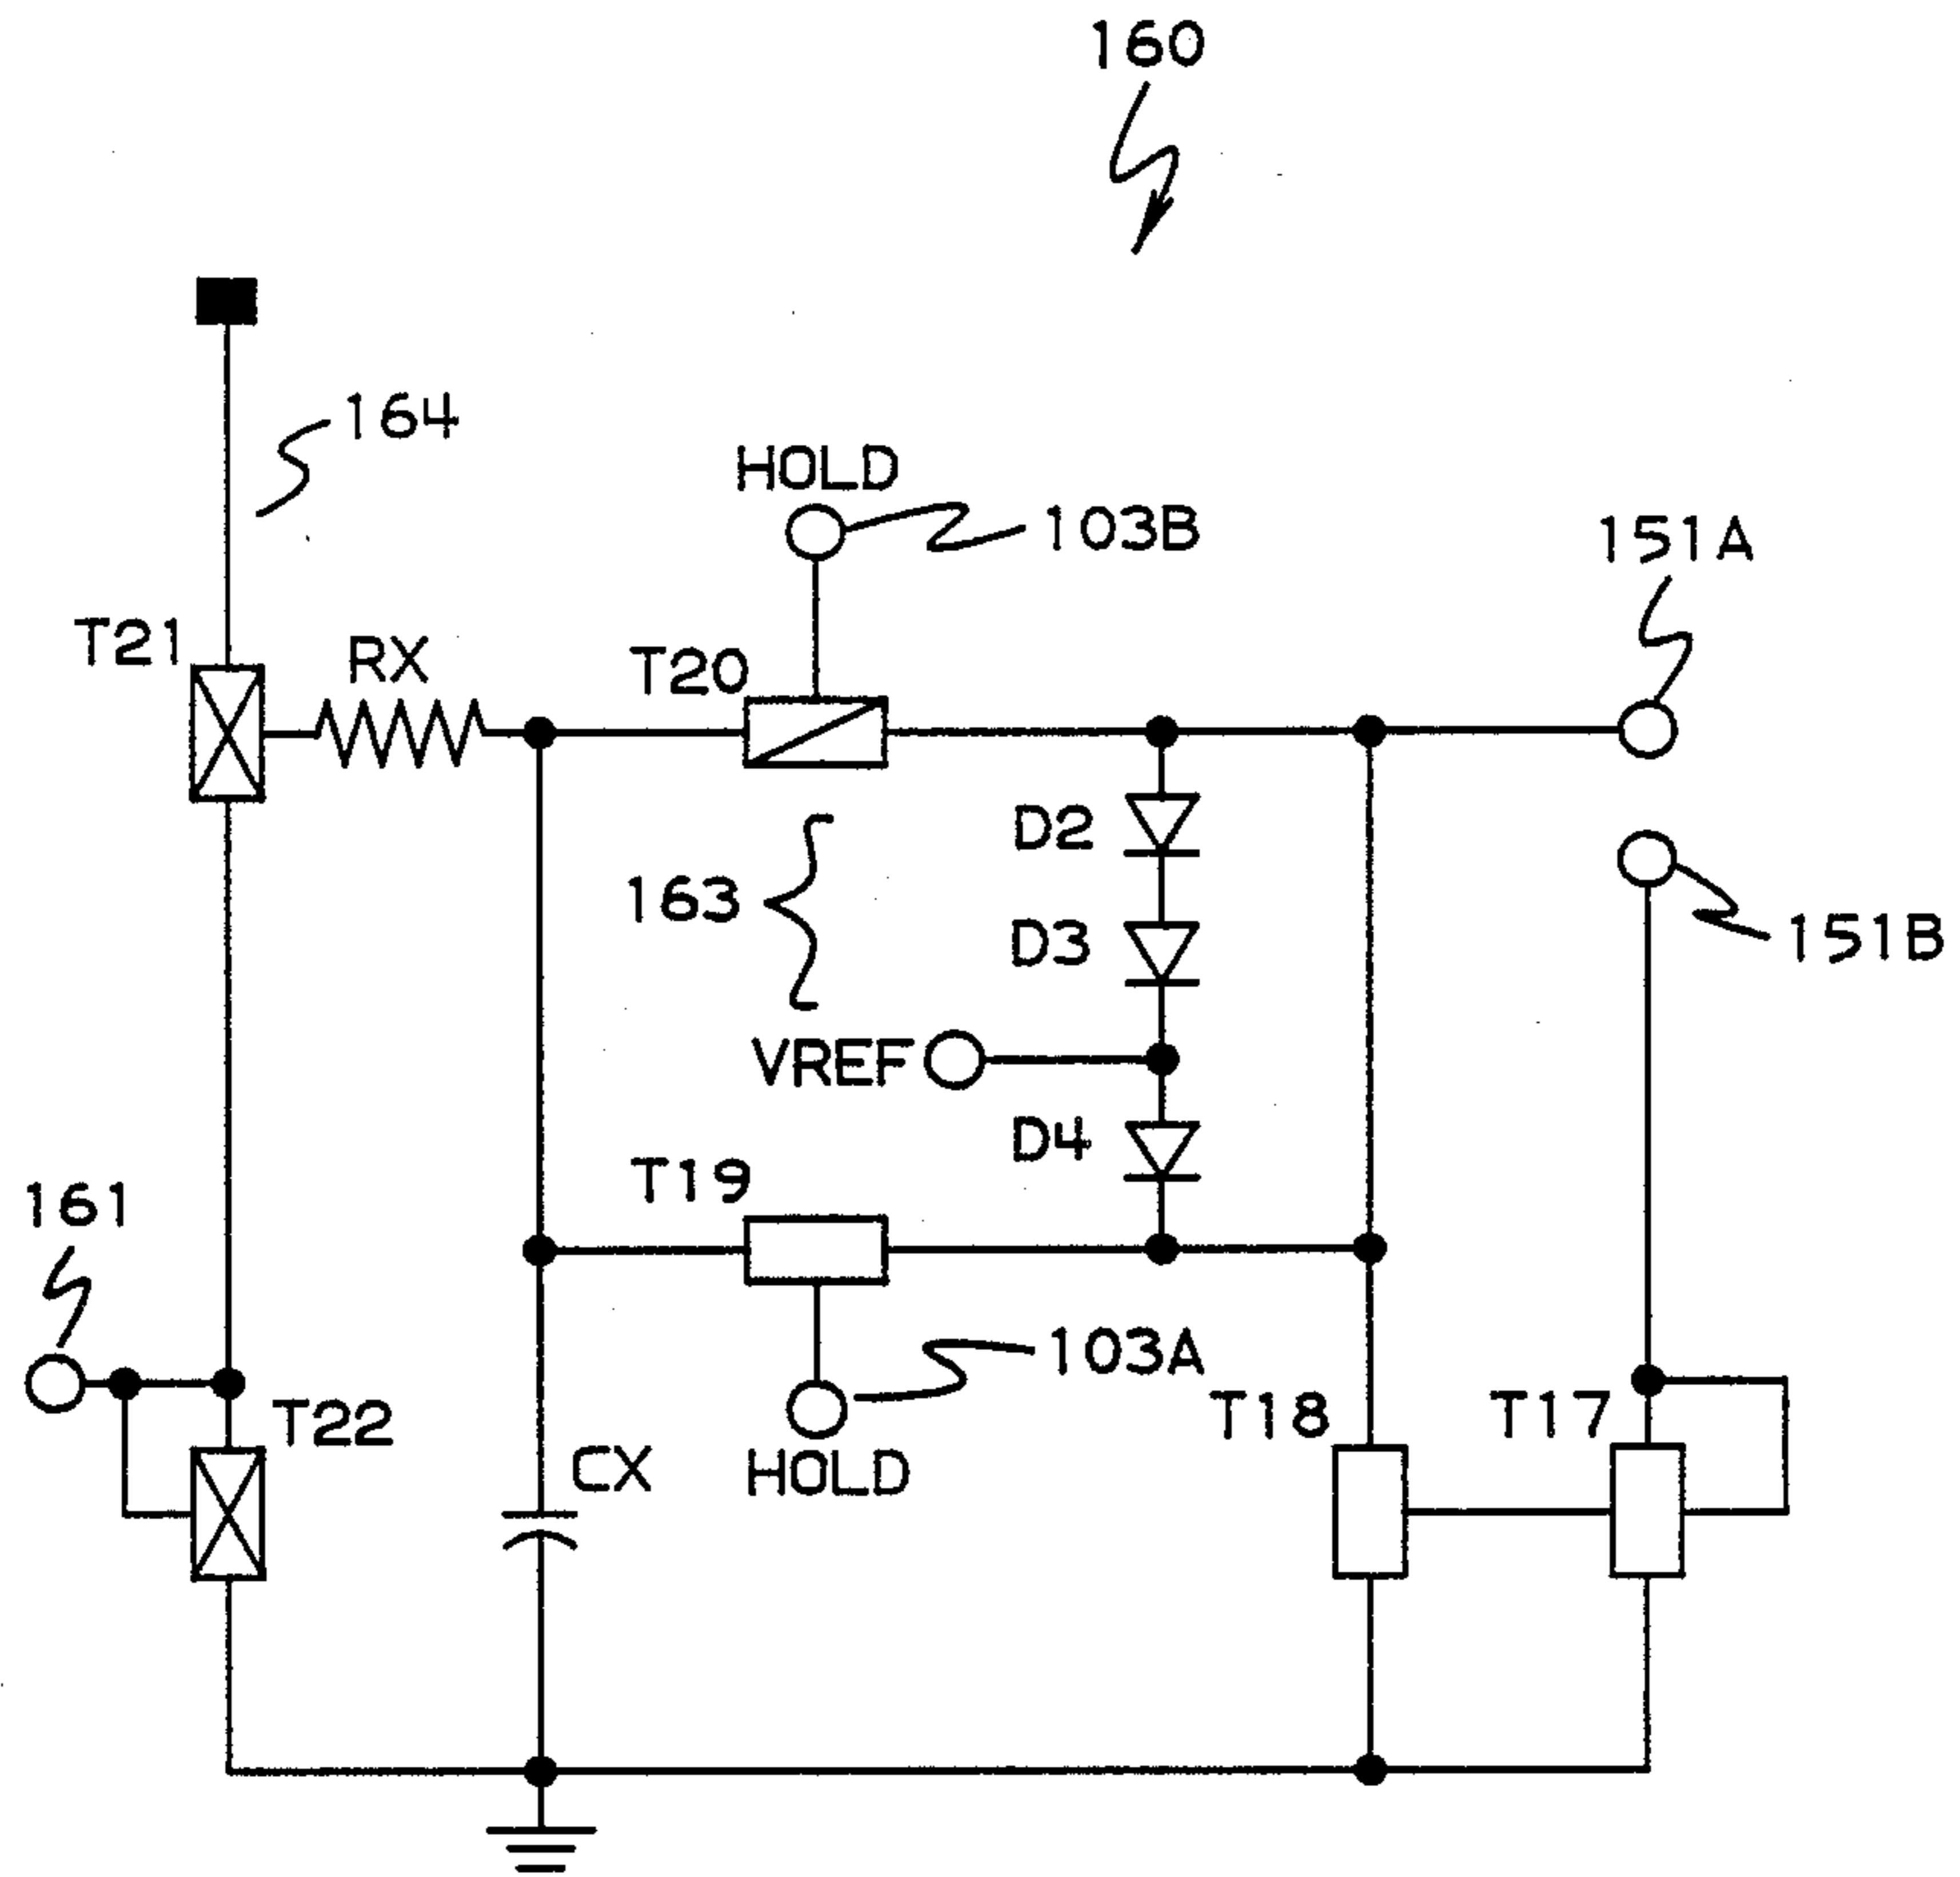 160
164
HOLD
103B
151A
T21
RX
T20
D2
163
D3
151B
VREF
D4
T19
161
103A
T22
T18
T17
CX
HOLD